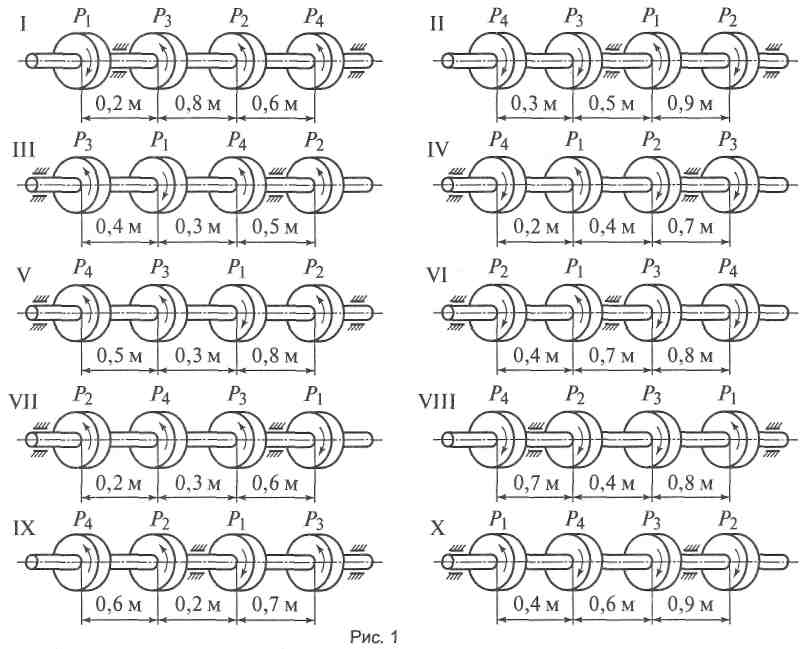 I P₁ P₃ P₂ P₄
0,2 м 0,8 м 0,6 м
II P₄ P₃ P₁ P₂
0,3 м 0,5 м 0,9 м
III P₃ P₁ P₄ P₂
0,4 м 0,3 м 0,5 м
IV P₄ P₁ P₂ P₃
0,2 м 0,4 м 0,7 м
V P₄ P₃ P₁ P₂
0,5 м 0,3 м 0,8 м
VI P₂ P₁ P₃ P₄
0,4 м 0,7 м 0,8 м
VII P₂ P₄ P₃ P₁
0,2 м 0,3 м 0,6 м
VIII P₄ P₂ P₃ P₁
0,7 м 0,4 м 0,8 м
IX P₄ P₂ P₁ P₃
0,6 м 0,2 м 0,7 м
X P₁ P₄ P₃ P₂
0,4 м 0,6 м 0,9 м
Рис. 1